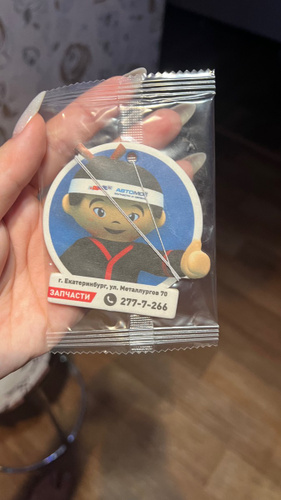 АВТОМОТ
г. Екатеринбург, ул. Металлургов 70
ЗАПЧАСТИ 277-7-266